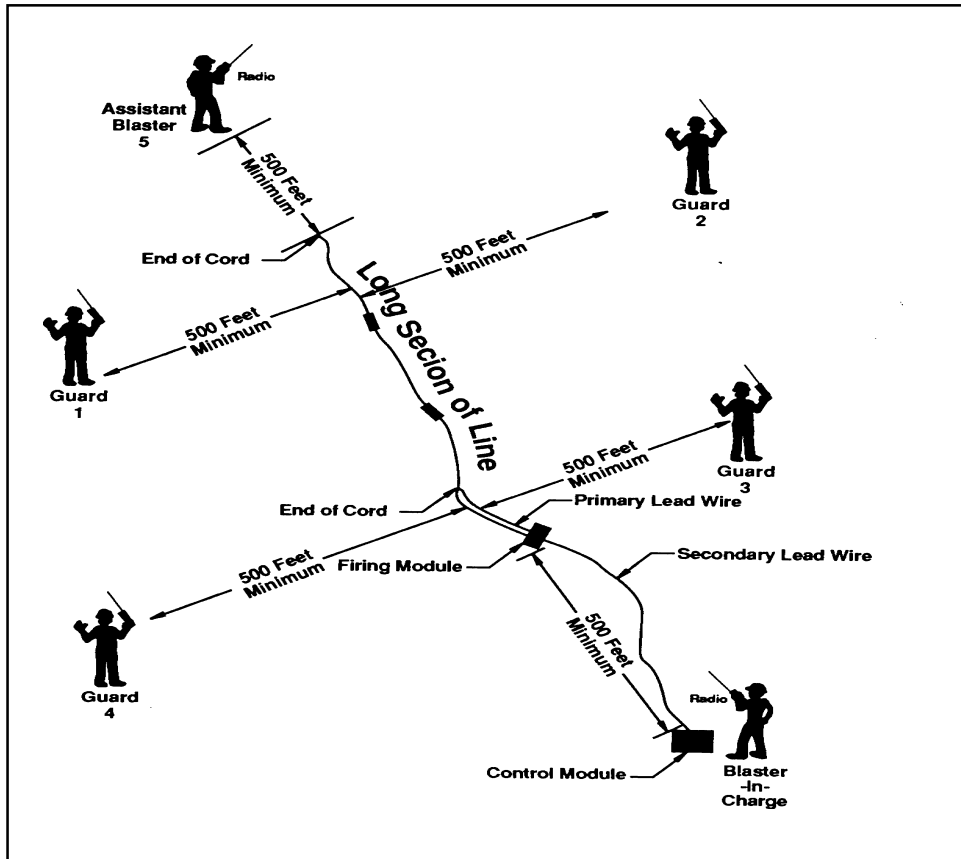 Radio
Assistant
Blaster
5
500 Feet
Minimum
Guard
2
End of Cord
500 Feet
Minimum
Long Secion of Line
500 Feet
Minimum
Guard
1
Guard
3
500 Feet
Minimum
End of Cord
Primary Lead Wire
Firing Module
Secondary Lead Wire
500 Feet
Minimum
Guard
4
500 Feet
Minimum
Radio
Control Module
Blaster
-In-
Charge